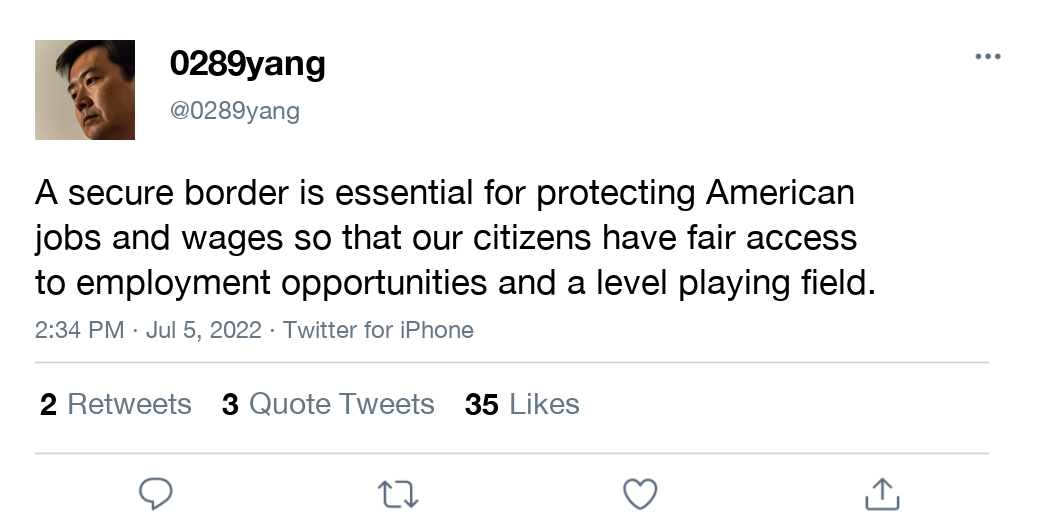 0289yang
@0289yang
A secure border is essential for protecting American
jobs and wages so that our citizens have fair access
to employment opportunities and a level playing field.
2:34 PM · Jul 5, 2022 · Twitter for iPhone
2 Retweets 3 Quote Tweets 35 Likes